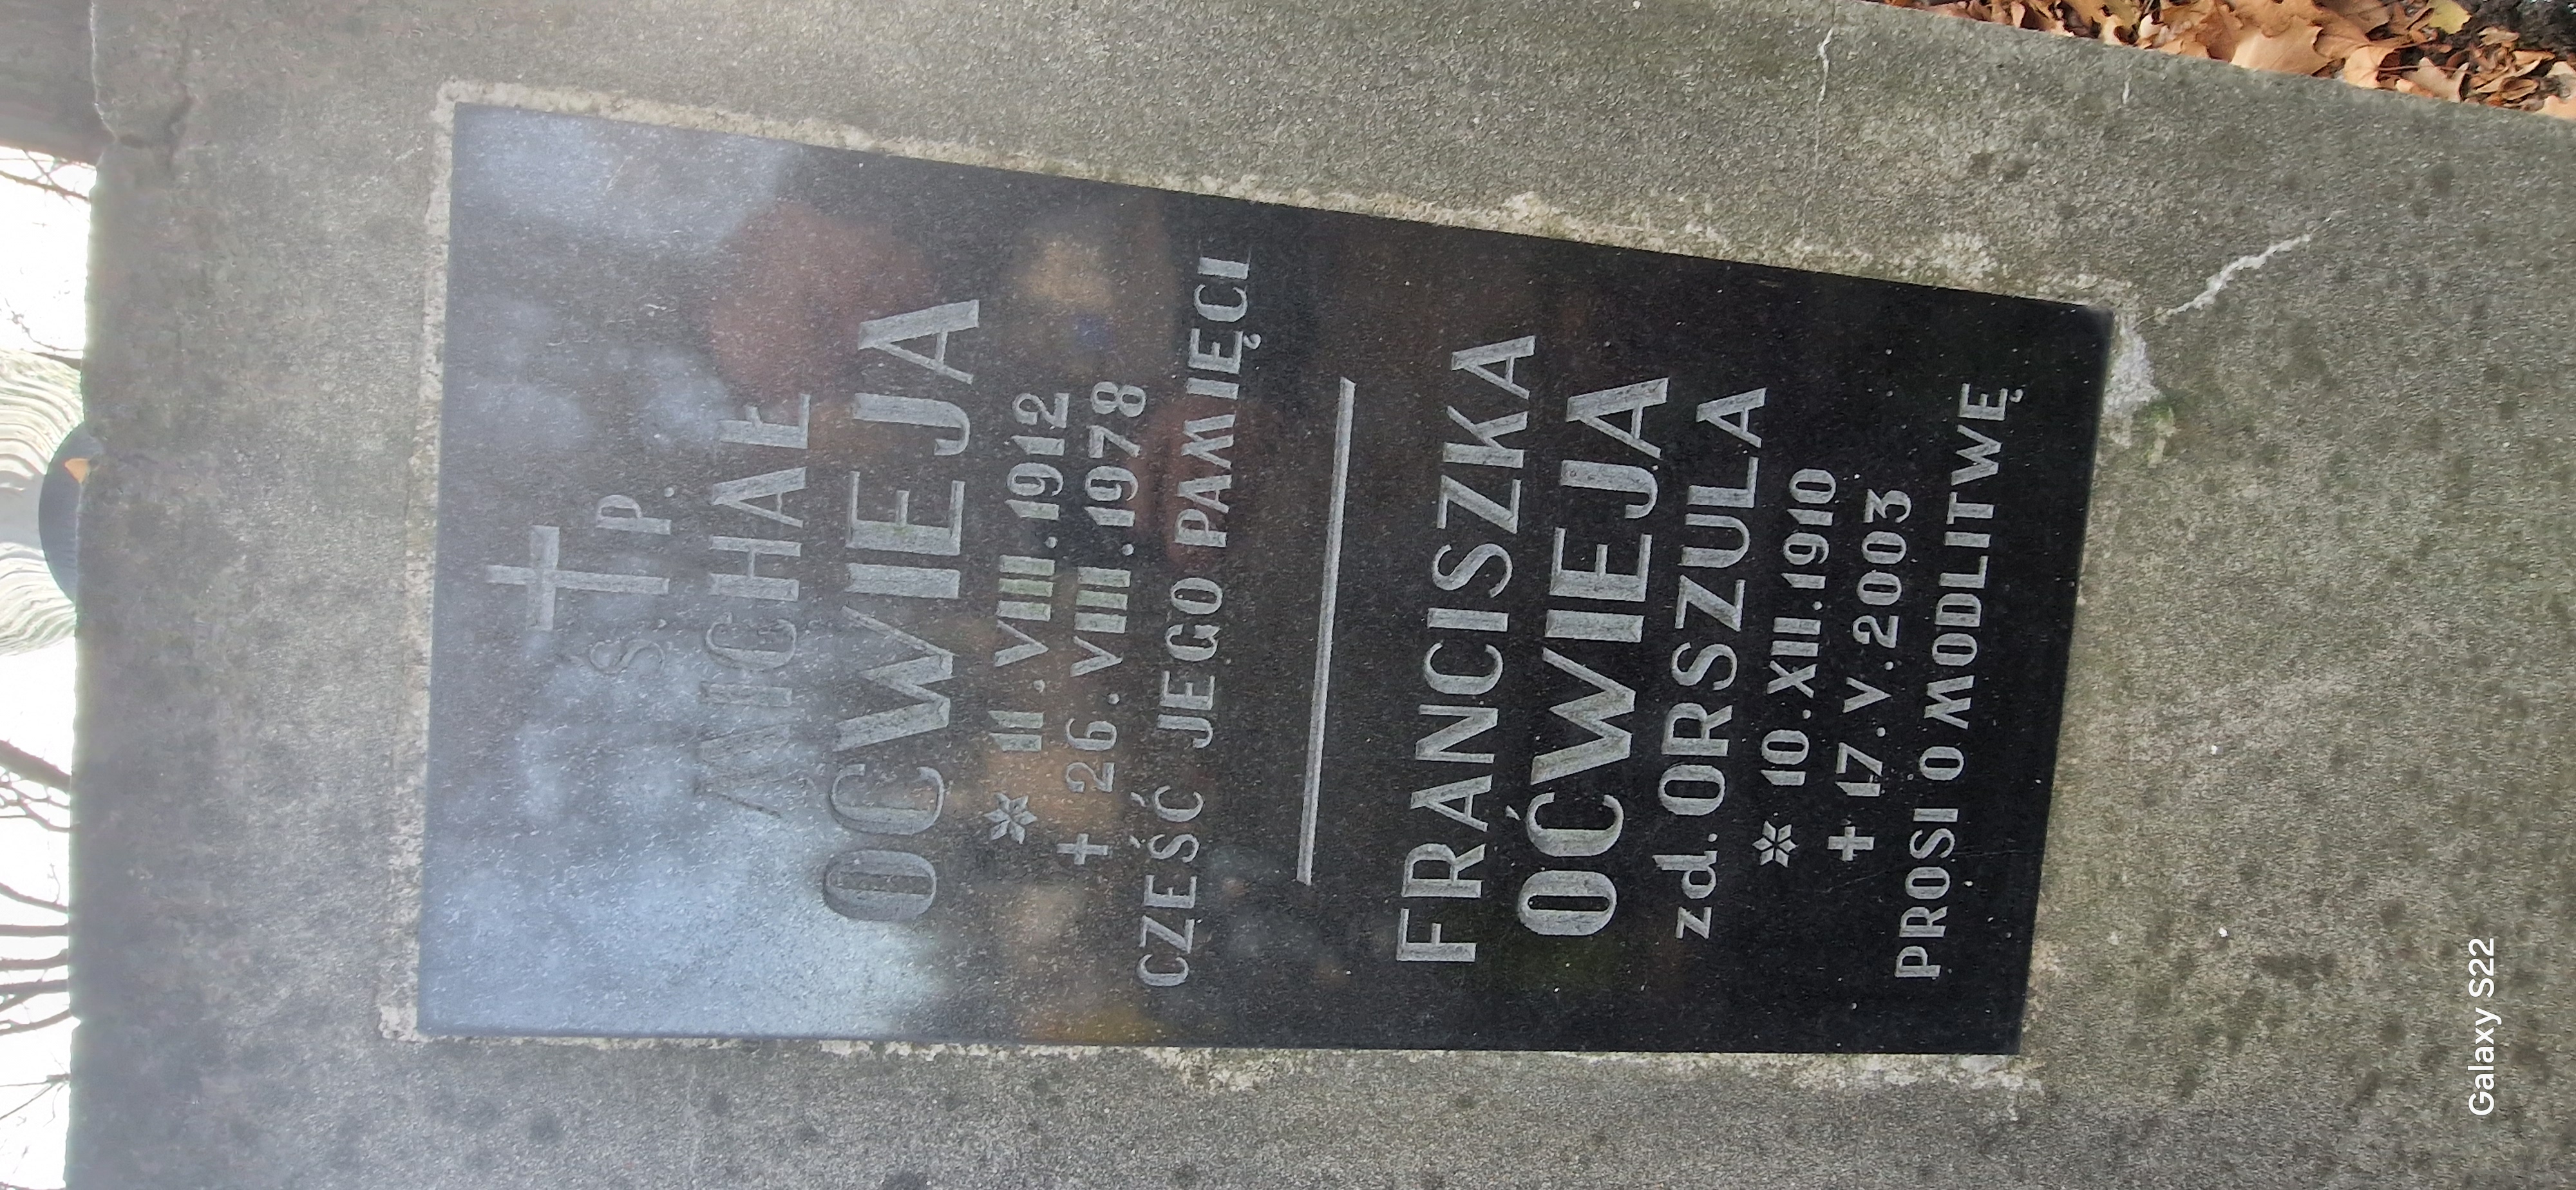 Ś. P.
MICHAŁ
OĆWIEJA
* 11.VIII.1912
† 26.VIII.1978
CZEŚĆ JEGO PAMIĘCI
FRANCISZKA
OĆWIEJA
zd. ORSZULA
* 10.XII.1910
† 17.V.2003
PROSI O MODLITWĘ
Galaxy S22